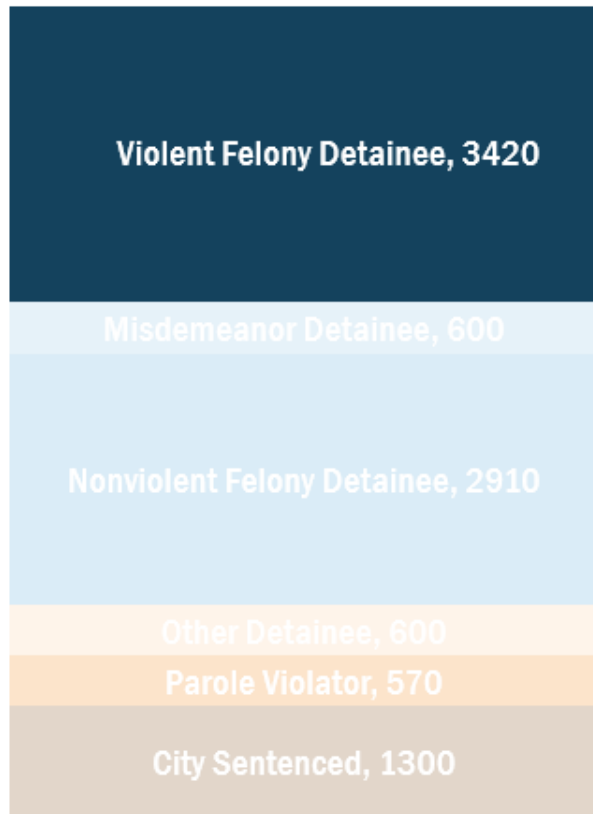 Violent Felony Detainee, 3420
Misdemeanor Detainee, 600
Nonviolent Felony Detainee, 2910
Other Detainee, 600
Parole Violator, 570
City Sentenced, 1300